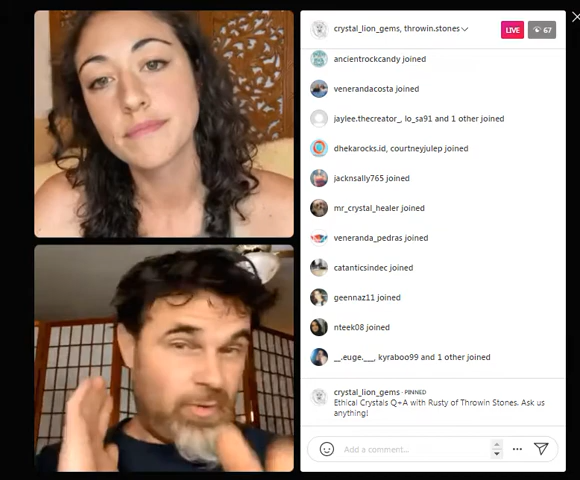 crystal_lion_gems, throwin.stones
LIVE
67
ancientrockcandy joined
venerandacosta joined
jaylee.thecreator_, lo_sa91 and 1 other joined
dhekarocks.id, courtneyjulep joined
jacknsally765 joined
mr_crystal_healer joined
veneranda_pedras joined
catanticsindec joined
geennaz11 joined
nteek08 joined
__.euge.___, kyraboo99 and 1 other joined
crystal_lion_gems · PINNED
Ethical Crystals Q+A with Rusty of Throwin Stones. Ask us
anything!
Add a comment...